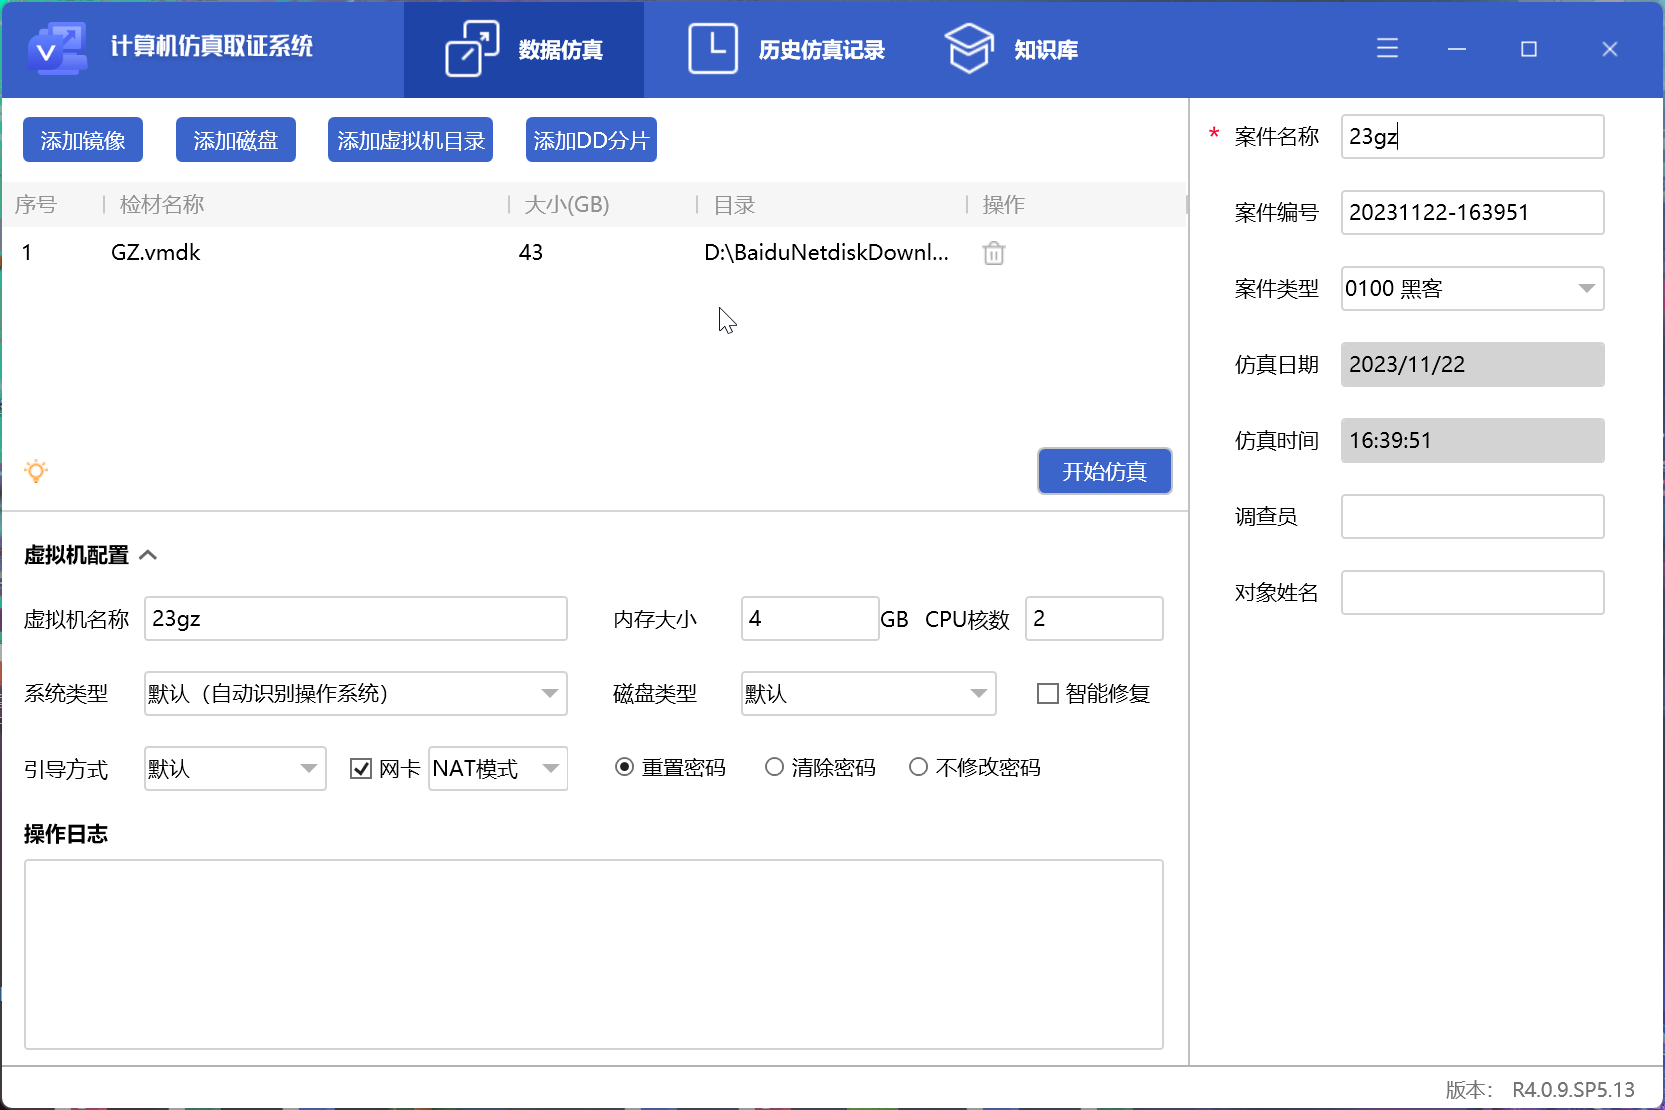 计算机仿真取证系统
数据仿真
历史仿真记录
知识库
添加镜像 添加磁盘 添加虚拟机目录 添加DD分片
序号 检材名称 大小(GB) 目录 操作
1 GZ.vmdk 43 D:\BaiduNetdiskDownl...
开始仿真
虚拟机配置
虚拟机名称 23gz 内存大小 4 GB CPU核数 2
系统类型 默认（自动识别操作系统） 磁盘类型 默认 智能修复
引导方式 默认 网卡 NAT模式 重置密码 清除密码 不修改密码
操作日志
* 案件名称 23gz
案件编号 20231122-163951
案件类型 0100 黑客
仿真日期 2023/11/22
仿真时间 16:39:51
调查员
对象姓名
版本： R4.0.9.SP5.13